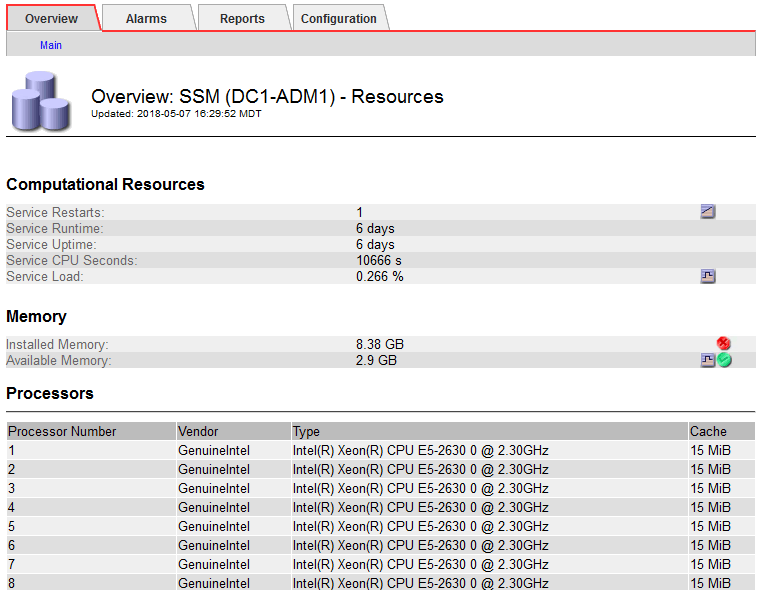 Overview Alarms Reports Configuration
Main
Overview: SSM (DC1-ADM1) - Resources
Updated: 2018-05-07 16:29:52 MDT
Computational Resources
Service Restarts: 1
Service Runtime: 6 days
Service Uptime: 6 days
Service CPU Seconds: 10666 s
Service Load: 0.266 %
Memory
Installed Memory: 8.38 GB
Available Memory: 2.9 GB
Processors
Processor Number Vendor Type Cache
1 GenuineIntel Intel(R) Xeon(R) CPU E5-2630 0 @ 2.30GHz 15 MiB
2 GenuineIntel Intel(R) Xeon(R) CPU E5-2630 0 @ 2.30GHz 15 MiB
3 GenuineIntel Intel(R) Xeon(R) CPU E5-2630 0 @ 2.30GHz 15 MiB
4 GenuineIntel Intel(R) Xeon(R) CPU E5-2630 0 @ 2.30GHz 15 MiB
5 GenuineIntel Intel(R) Xeon(R) CPU E5-2630 0 @ 2.30GHz 15 MiB
6 GenuineIntel Intel(R) Xeon(R) CPU E5-2630 0 @ 2.30GHz 15 MiB
7 GenuineIntel Intel(R) Xeon(R) CPU E5-2630 0 @ 2.30GHz 15 MiB
8 GenuineIntel Intel(R) Xeon(R) CPU E5-2630 0 @ 2.30GHz 15 MiB